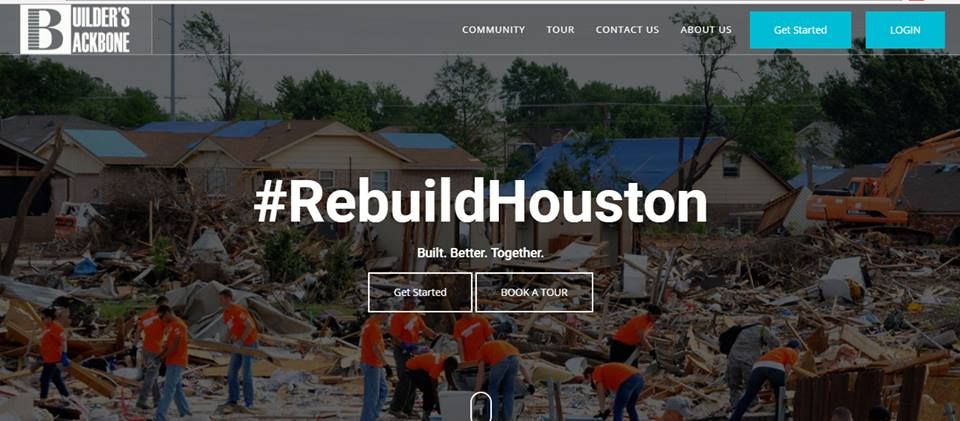 BUILDER'S
BACKBONE
COMMUNITY TOUR CONTACT US ABOUT US Get Started LOGIN
#RebuildHouston
Built. Better. Together.
Get Started BOOK A TOUR